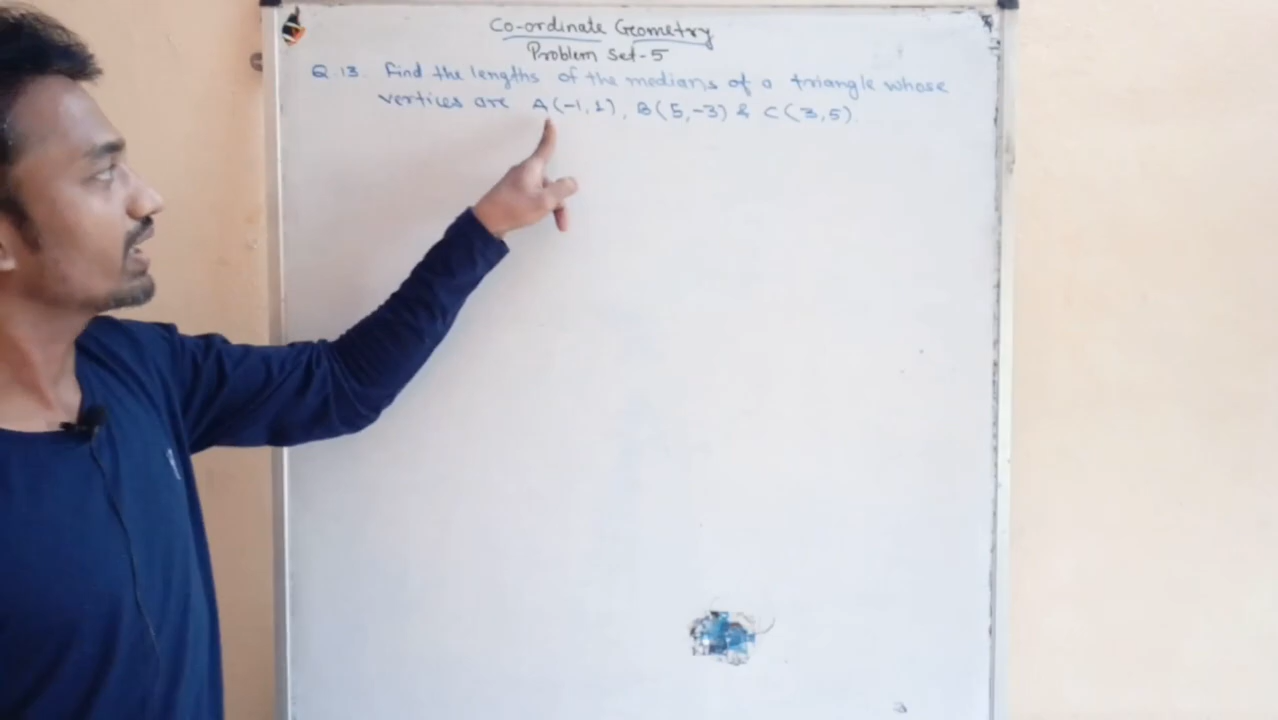 Co-ordinate Geometry
Problem Set-5
Q.13. Find the lengths of the medians of a triangle whose
vertices are A(-1,1), B(5,-3) & C(3,5).